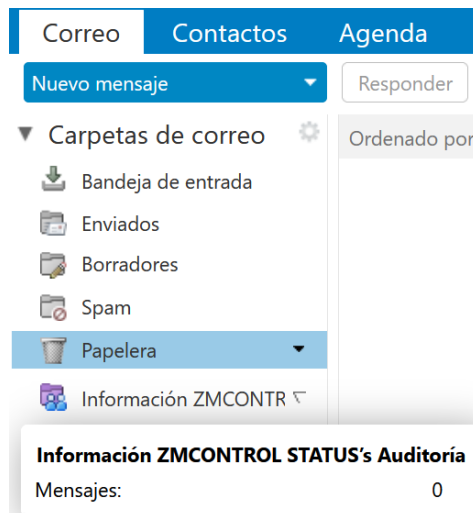 Correo Contactos Agenda
Nuevo mensaje Responder
Carpetas de correo Ordenado por
Bandeja de entrada
Enviados
Borradores
Spam
Papelera
Información ZMCONTR
Información ZMCONTROL STATUS's Auditoría
Mensajes: 0